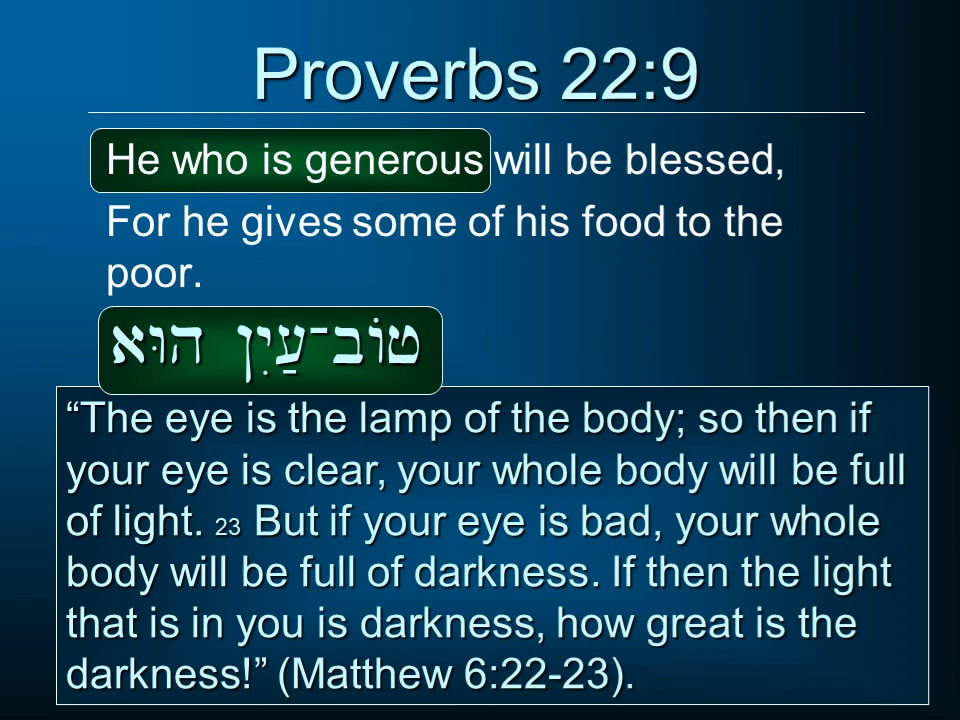 Proverbs 22:9
He who is generous will be blessed,
For he gives some of his food to the
poor.
טוֹב־עַיִן הוּא
“The eye is the lamp of the body; so then if
your eye is clear, your whole body will be full
of light. 23 But if your eye is bad, your whole
body will be full of darkness. If then the light
that is in you is darkness, how great is the
darkness!” (Matthew 6:22-23).